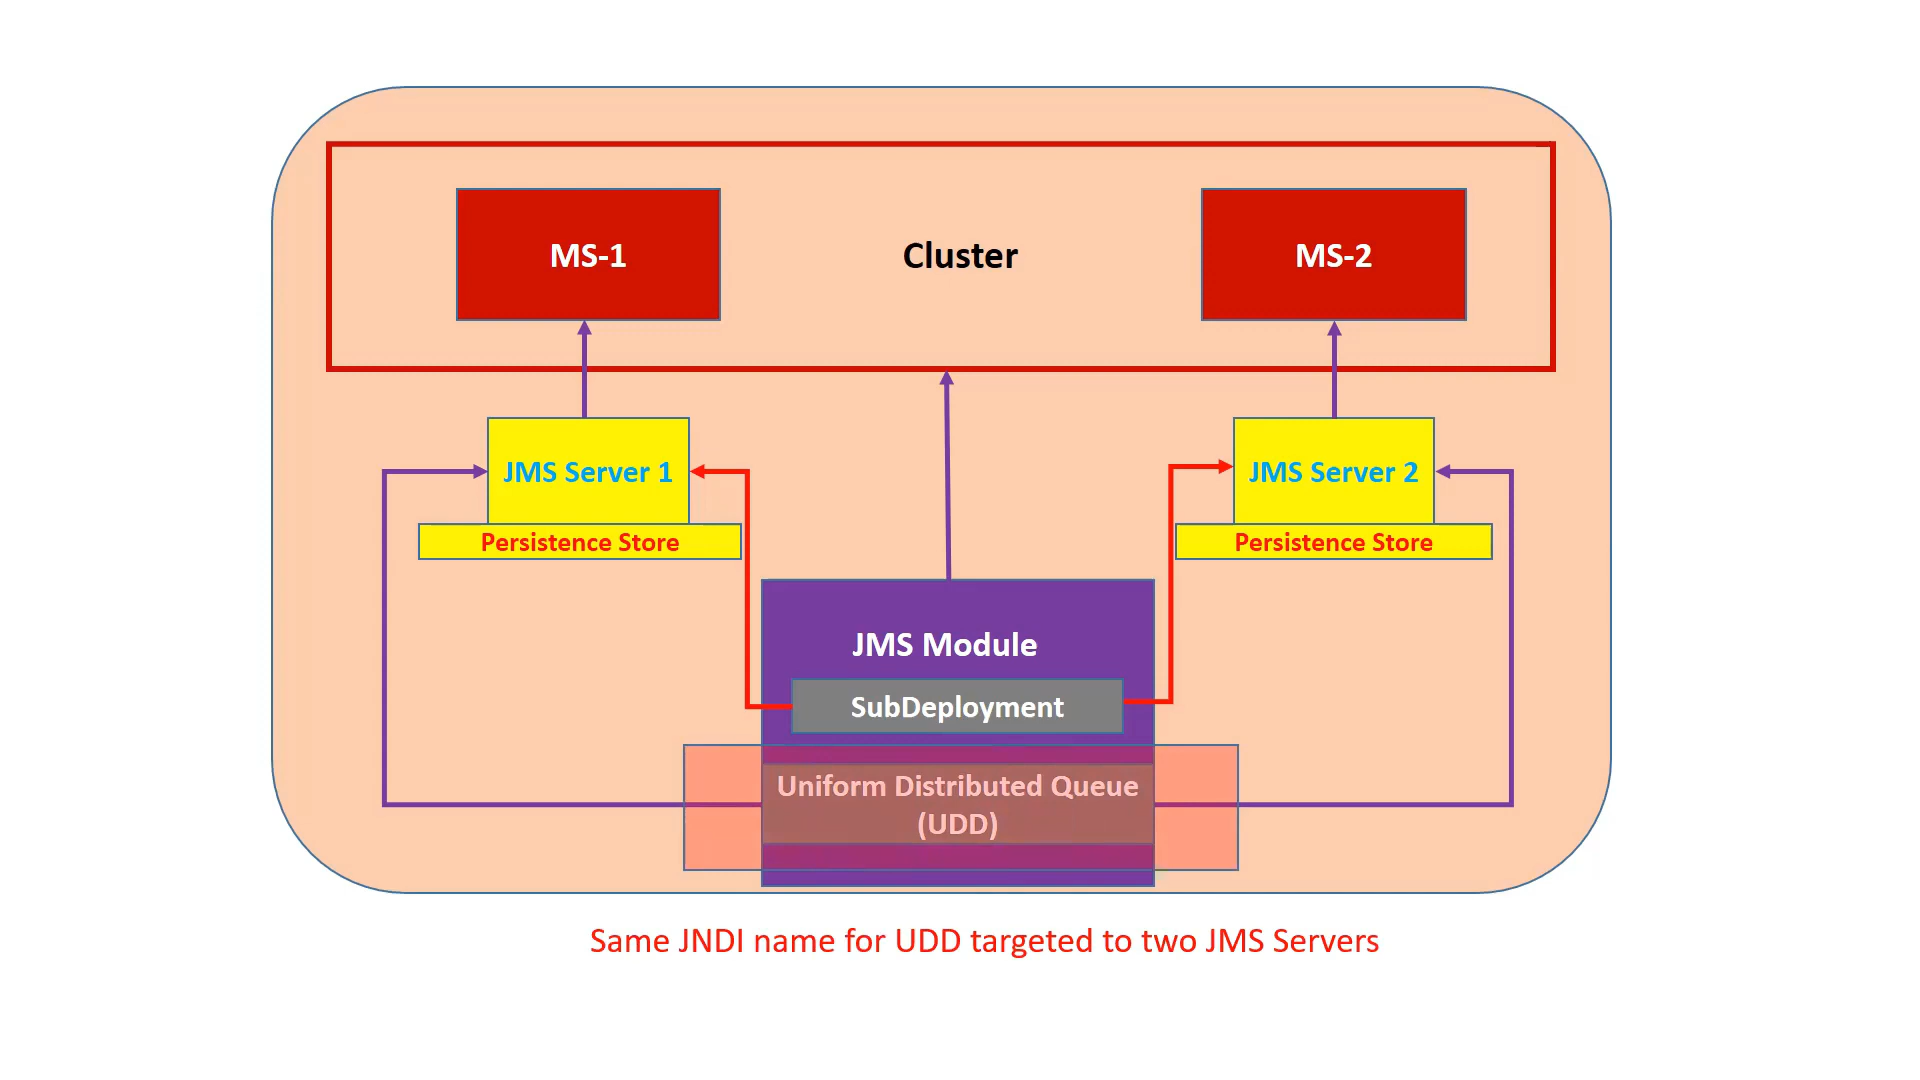 MS-1
Cluster
MS-2
JMS Server 1
JMS Server 2
Persistence Store
Persistence Store
JMS Module
SubDeployment
Uniform Distributed Queue
(UDD)
Same JNDI name for UDD targeted to two JMS Servers